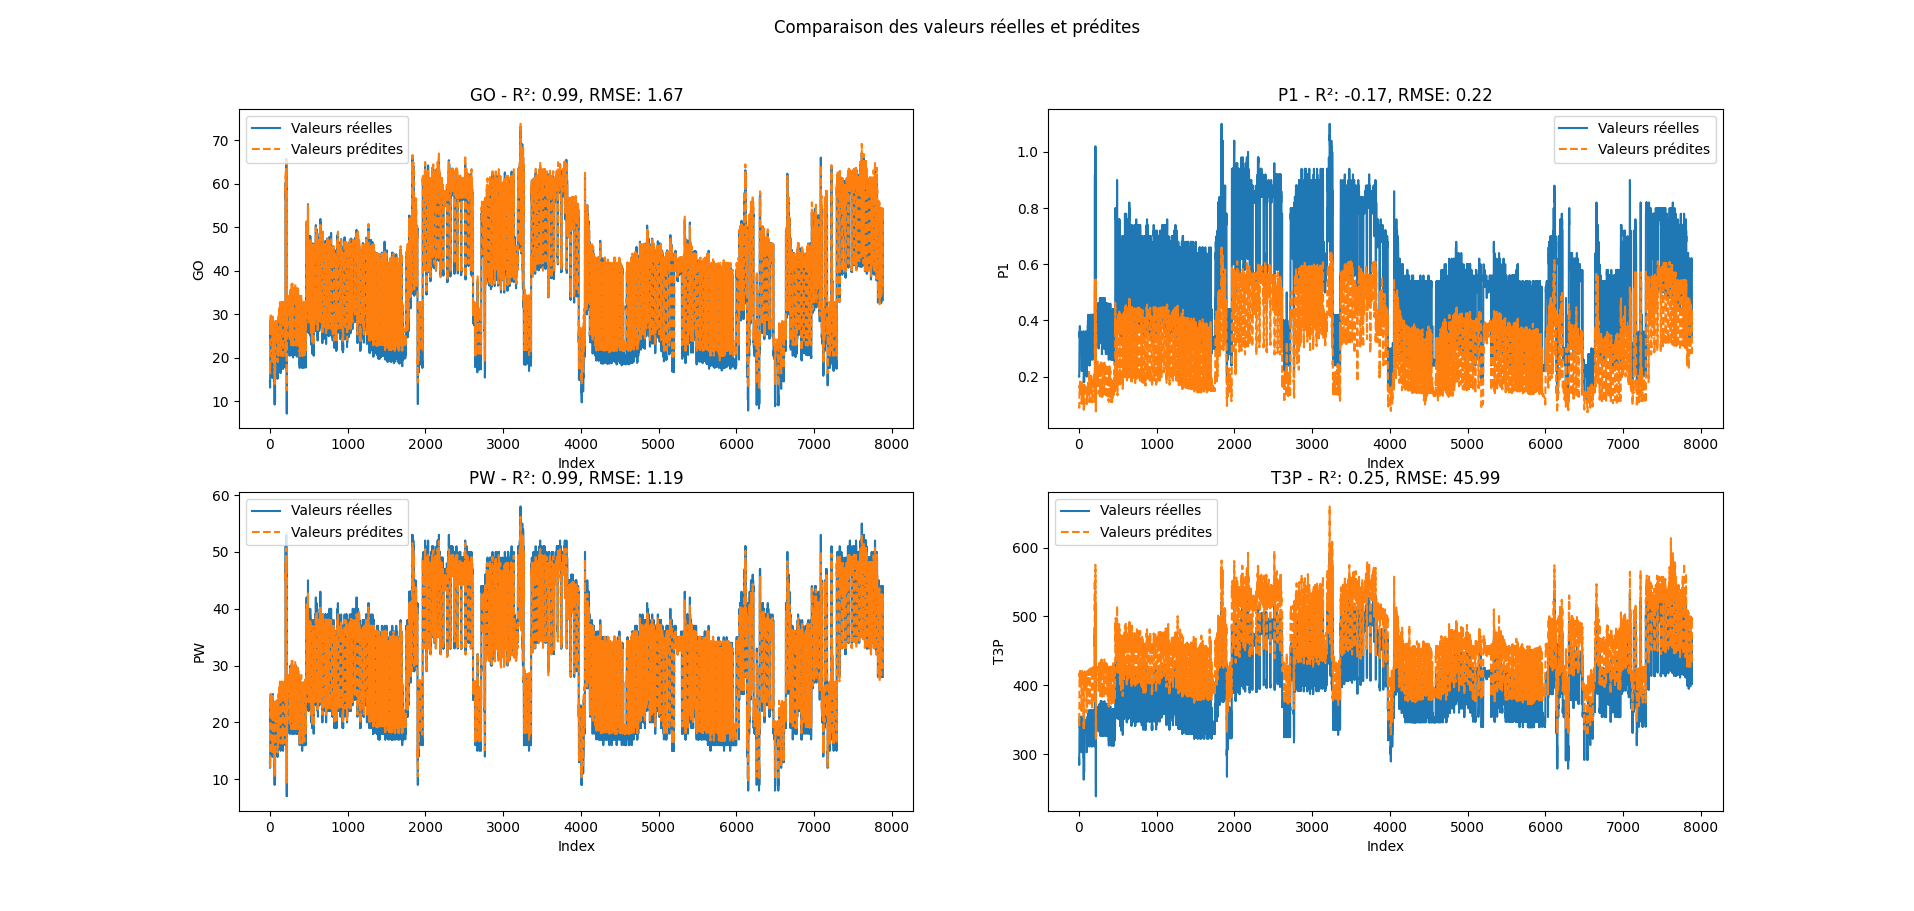 Comparaison des valeurs réelles et prédites
GO - R²: 0.99, RMSE: 1.67
Valeurs réelles
Valeurs prédites
GO
70
60
50
40
30
20
10
0 1000 2000 3000 4000 5000 6000 7000 8000
Index
P1 - R²: -0.17, RMSE: 0.22
Valeurs réelles
Valeurs prédites
P1
1.0
0.8
0.6
0.4
0.2
0 1000 2000 3000 4000 5000 6000 7000 8000
Index
PW - R²: 0.99, RMSE: 1.19
Valeurs réelles
Valeurs prédites
PW
60
50
40
30
20
10
0 1000 2000 3000 4000 5000 6000 7000 8000
Index
T3P - R²: 0.25, RMSE: 45.99
Valeurs réelles
Valeurs prédites
T3P
600
500
400
300
0 1000 2000 3000 4000 5000 6000 7000 8000
Index